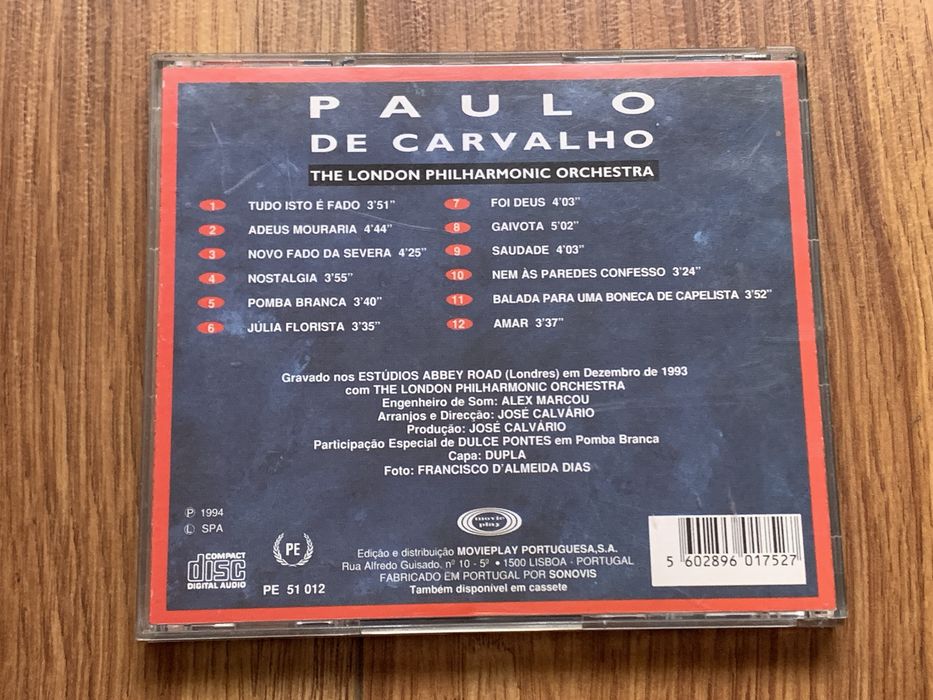 PAULO
DE CARVALHO
THE LONDON PHILHARMONIC ORCHESTRA
1 TUDO ISTO É FADO 3'51"
2 ADEUS MOURARIA 4'44"
3 NOVO FADO DA SEVERA 4'25"
4 NOSTALGIA 3'55"
5 POMBA BRANCA 3'40"
6 JÚLIA FLORISTA 3'35"
7 FOI DEUS 4'03"
8 GAIVOTA 5'02"
9 SAUDADE 4'03"
10 NEM ÀS PAREDES CONFESSO 3'24"
11 BALADA PARA UMA BONECA DE CAPELISTA 3'52"
12 AMAR 3'37"
Gravado nos ESTÚDIOS ABBEY ROAD (Londres) em Dezembro de 1993
com THE LONDON PHILHARMONIC ORCHESTRA
Engenheiro de Som: ALEX MARCOU
Arranjos e Direcção: JOSÉ CALVÁRIO
Produção: JOSÉ CALVÁRIO
Participação Especial de DULCE PONTES em Pomba Branca
Capa: DUPLA
Foto: FRANCISCO D'ALMEIDA DIAS
Ⓟ 1994
Ⓛ SPA
COMPACT
disc
DIGITAL AUDIO
PE
PE 51 012
movie
play
Edição e distribuição MOVIEPLAY PORTUGUESA,S.A.
Rua Alfredo Guisado, nº 10 - 5º • 1500 LISBOA - PORTUGAL
FABRICADO EM PORTUGAL POR SONOVIS
Também disponível em cassete
5 602896 017527